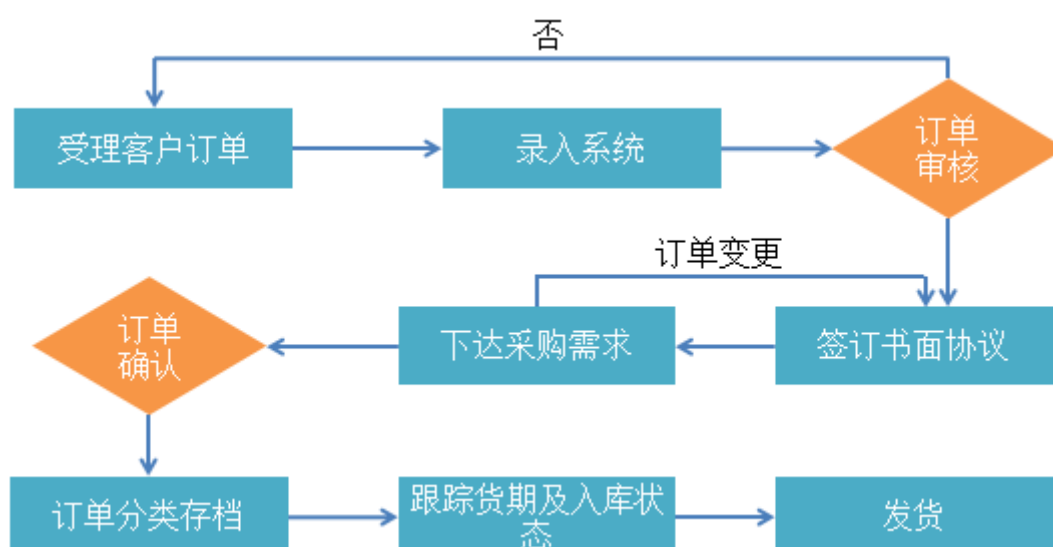 否
受理客户订单
录入系统
订单
审核
订单变更
订单
确认
下达采购需求
签订书面协议
订单分类存档
跟踪货期及入库状
态
发货